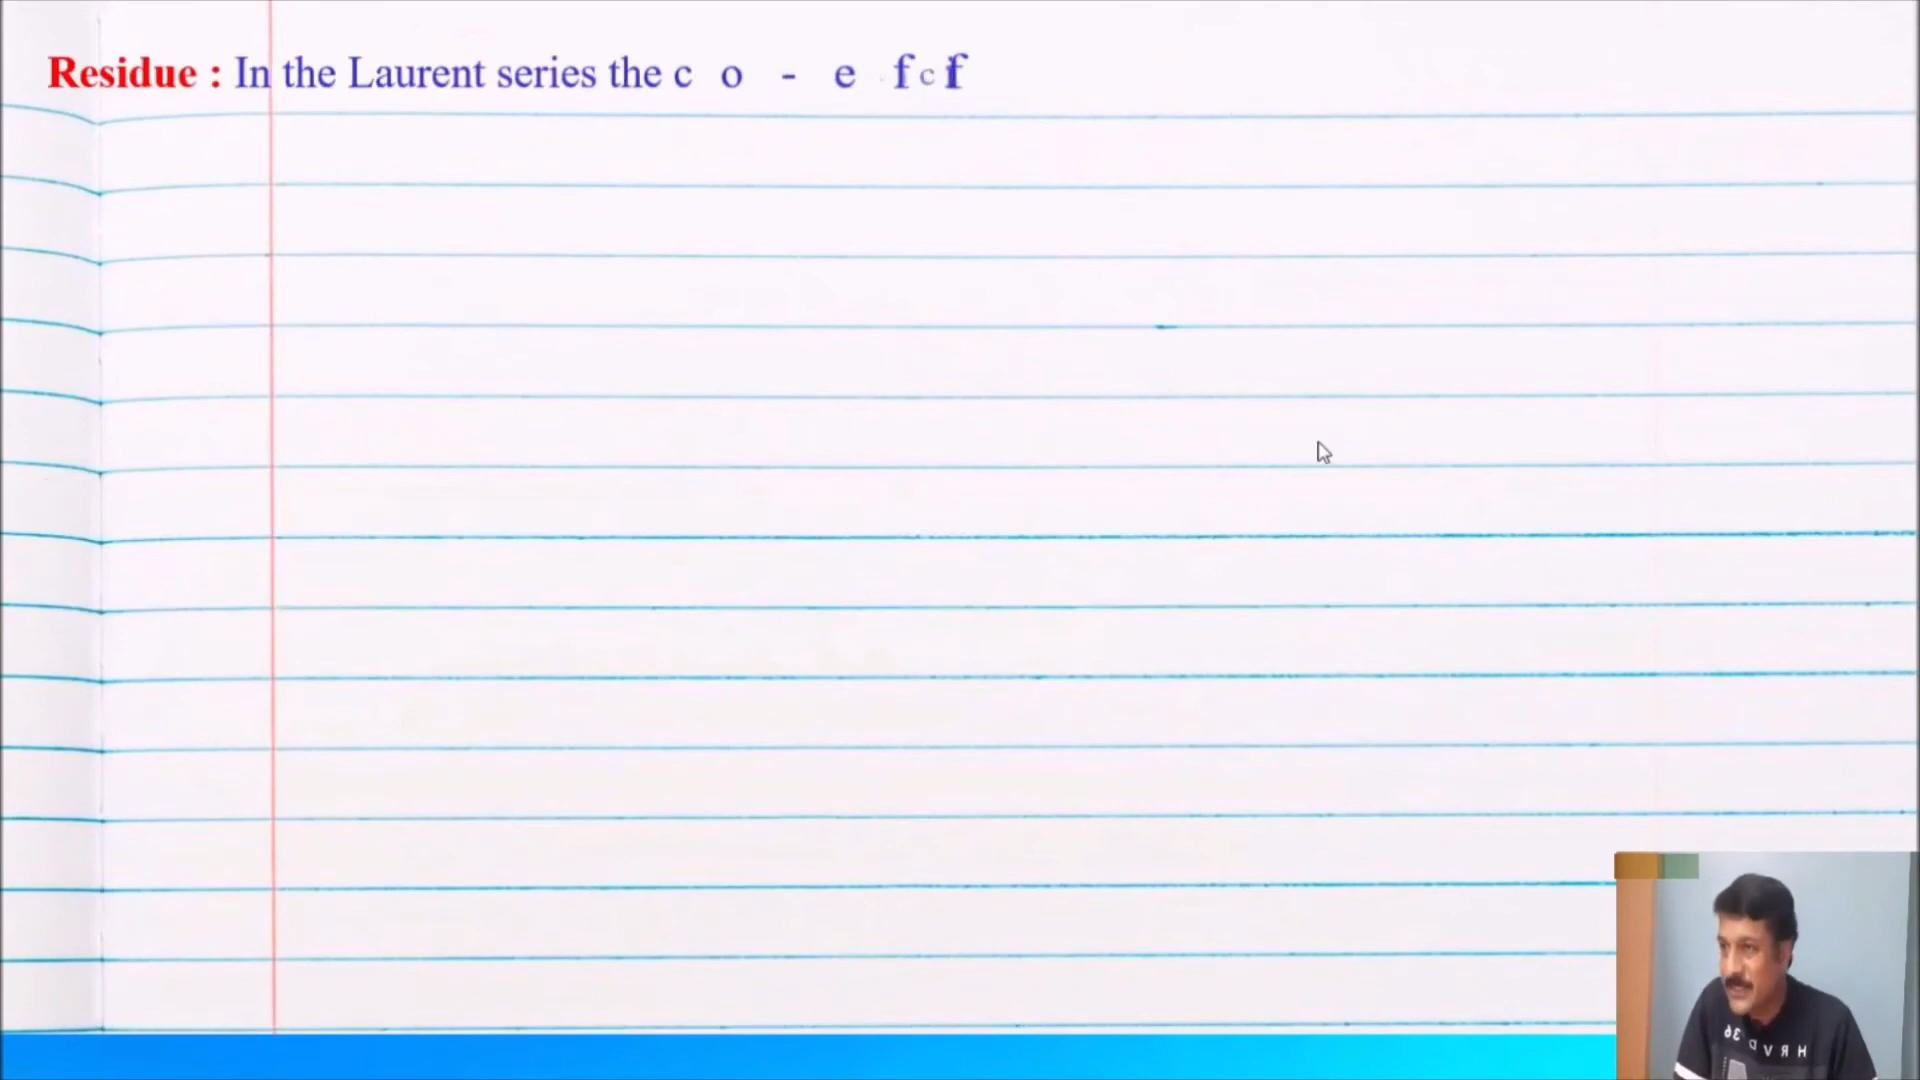 Residue : In the Laurent series the c o - e f c f